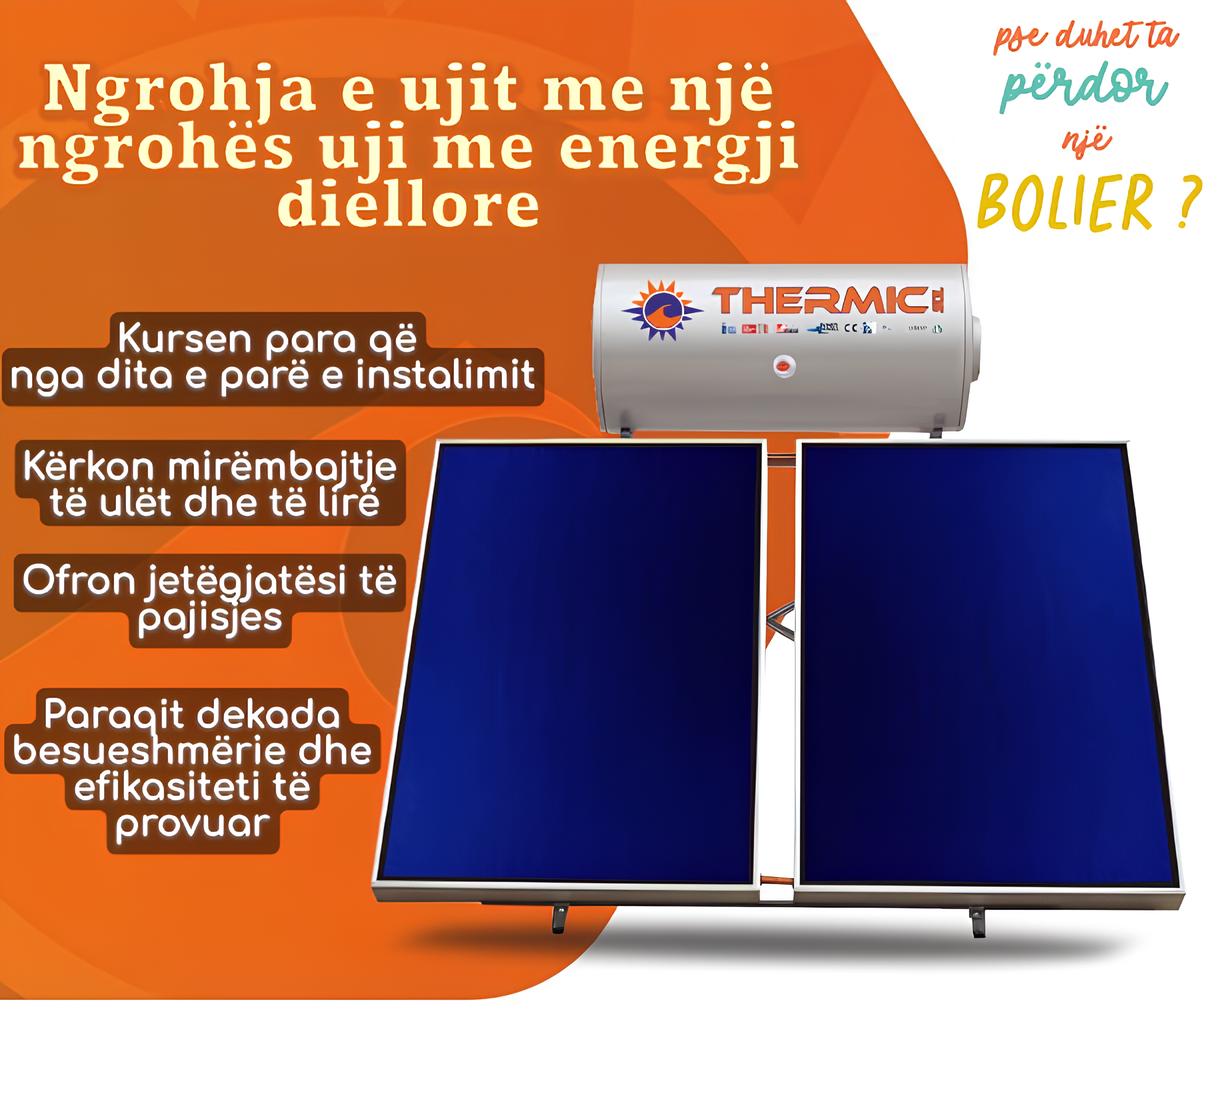 Ngrohja e ujit me një
ngrohës uji me energji
diellore
pse duhet ta
përdor
një
BOLIER ?
THERMIC
CE
Kursen para që
nga dita e parë e instalimit
Kërkon mirëmbajtje
të ulët dhe të lirë
Ofron jetëgjatësi të
pajisjes
Paraqit dekada
besueshmërie dhe
efikasiteti të
provuar